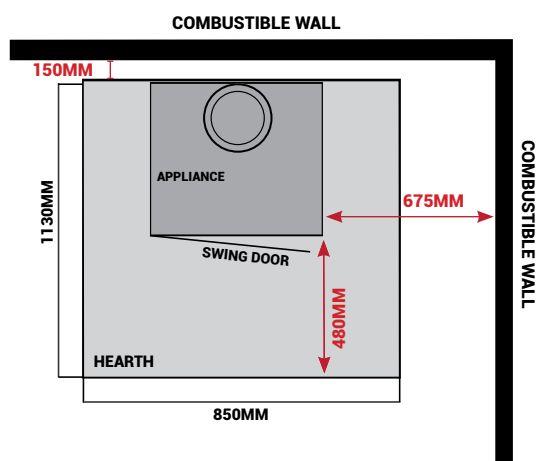 COMBUSTIBLE WALL
150MM
APPLIANCE
675MM
COMBUSTIBLE WALL
1130MM
SWING DOOR
480MM
HEARTH
850MM